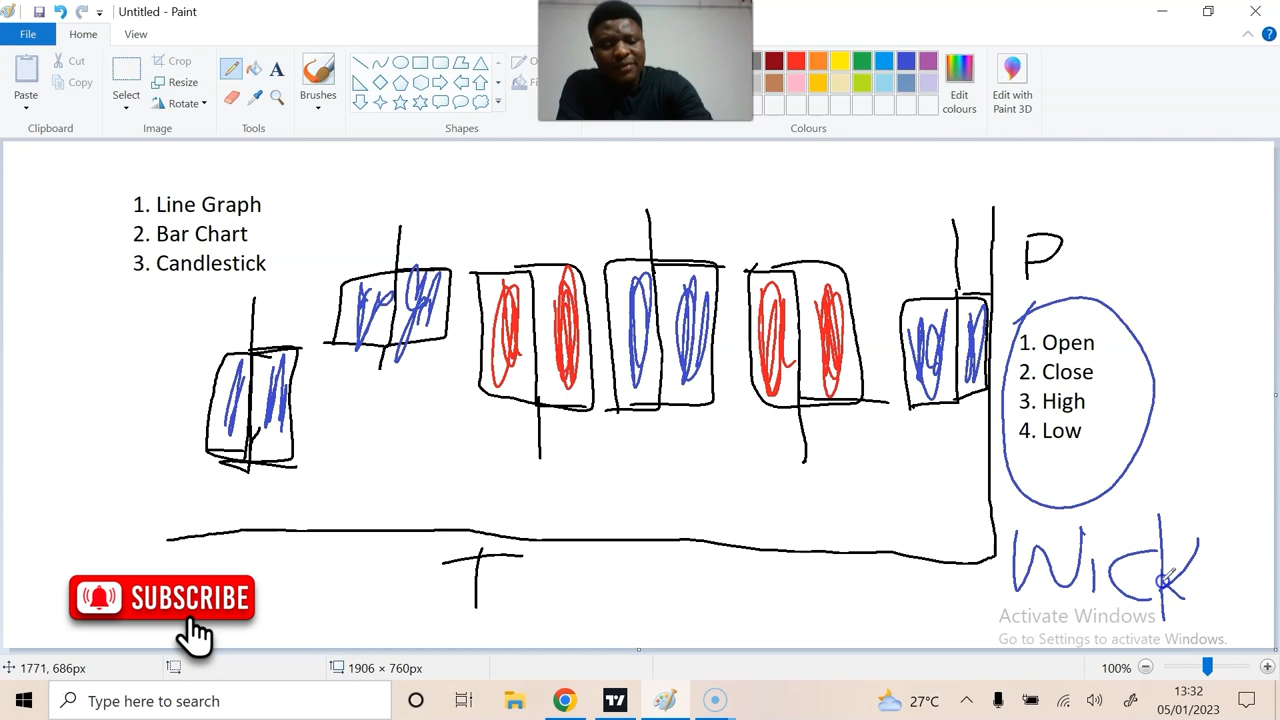 Untitled - Paint
File
Home
View
Paste
Cut
Copy
Clipboard
Select
Crop
Rotate
Image
Tools
Brushes
Shapes
Colours
Edit colours
Edit with Paint 3D
1. Line Graph
2. Bar Chart
3. Candlestick
P
1. Open
2. Close
3. High
4. Low
T
Wick
SUBSCRIBE
Activate Windows
Go to Settings to activate Windows.
1771, 686px
1906 × 760px
100%
Type here to search
27°C
13:32
05/01/2023